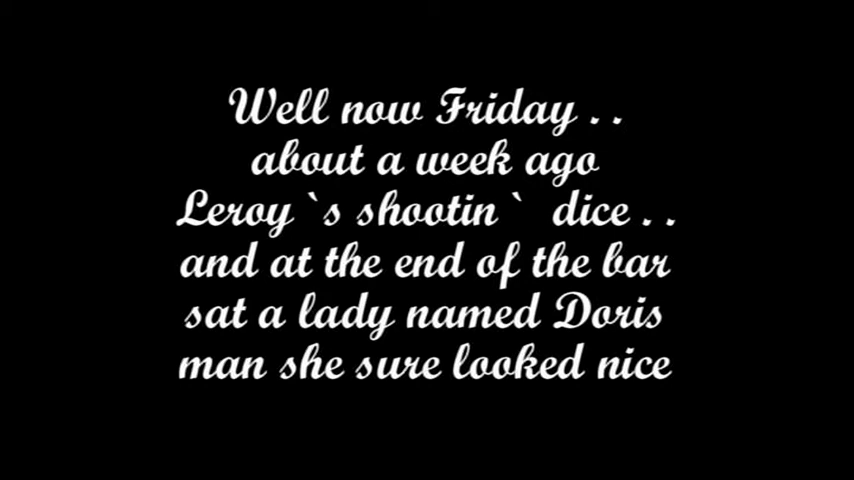 Well now Friday . .
about a week ago
Leroy `s shootin ` dice . .
and at the end of the bar
sat a lady named Doris
man she sure looked nice